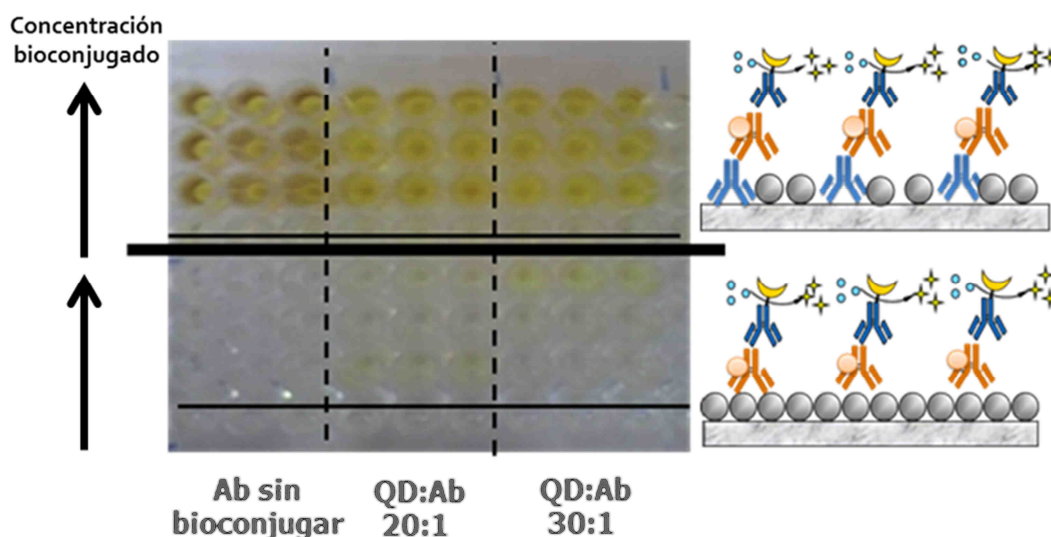 Concentración
bioconjugado
Ab sin
bioconjugar
QD:Ab
20:1
QD:Ab
30:1